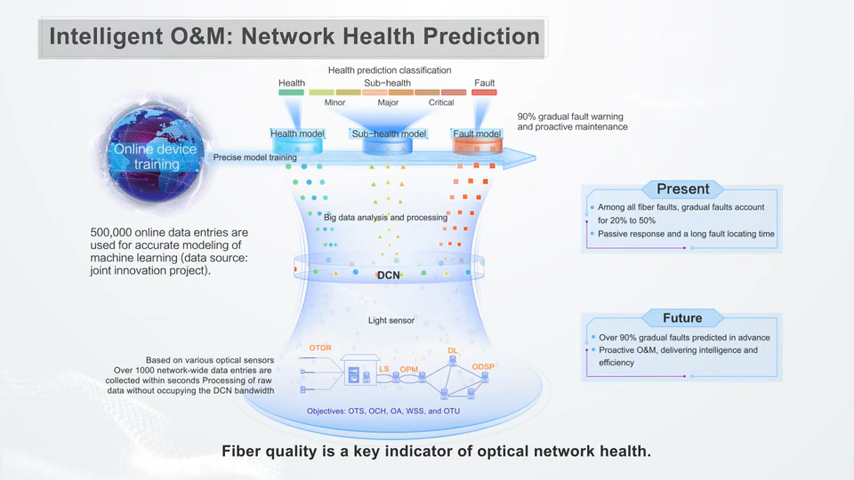 Intelligent O&M: Network Health Prediction
Health prediction classification
Health
Sub-health
Fault
Minor
Major
Critical
90% gradual fault warning
and proactive maintenance
Health model
Sub-health model
Fault model
Online device
training
Precise model training
500,000 online data entries are
used for accurate modeling of
machine learning (data source:
joint innovation project).
Big data analysis and processing
DCN
Light sensor
Present
Among all fiber faults, gradual faults account
for 20% to 50%
Passive response and a long fault locating time
Future
Over 90% gradual faults predicted in advance
Proactive O&M, delivering intelligence and
efficiency
Based on various optical sensors
Over 1000 network-wide data entries are
collected within seconds Processing of raw
data without occupying the DCN bandwidth
OTDR
LS
OPM
DL
ODSP
Objectives: OTS, OCH, OA, WSS, and OTU
Fiber quality is a key indicator of optical network health.